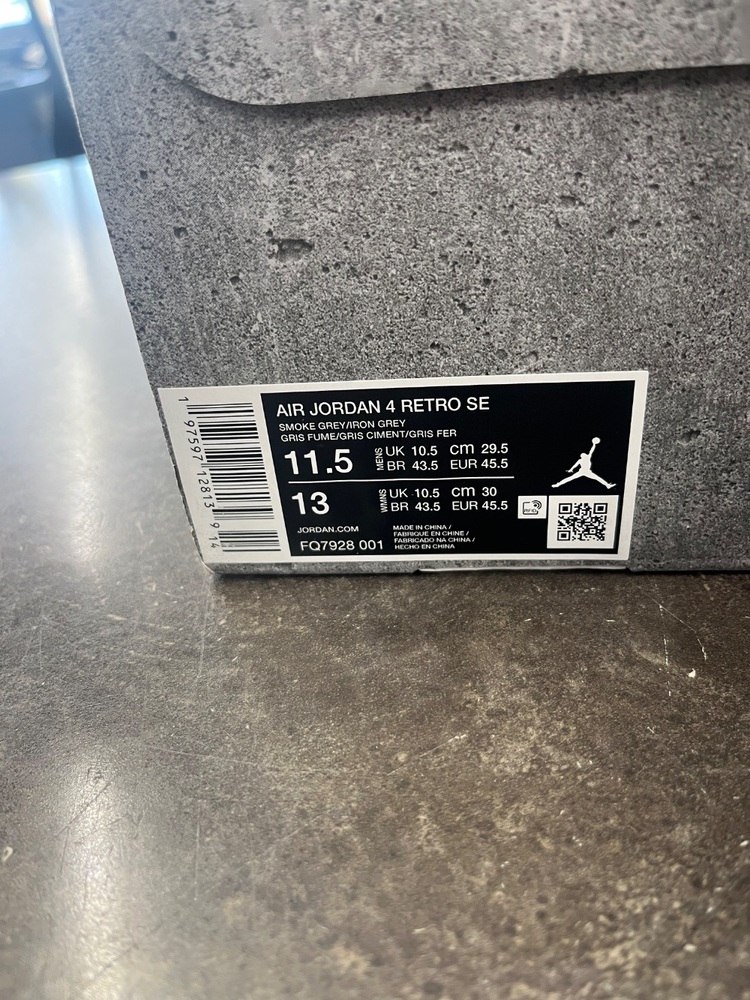 AIR JORDAN 4 RETRO SE
SMOKE GREY/IRON GREY
GRIS FUME/GRIS CIMENT/GRIS FER
11.5 MENS UK 10.5 cm 29.5
BR 43.5 EUR 45.5
13 WMNS UK 10.5 cm 30
BR 43.5 EUR 45.5
JORDAN.COM
FQ7928 001
MADE IN CHINA /
FABRIQUE EN CHINE /
FABRICADO NA CHINA /
HECHO EN CHINA
1 97597 12813 9 14